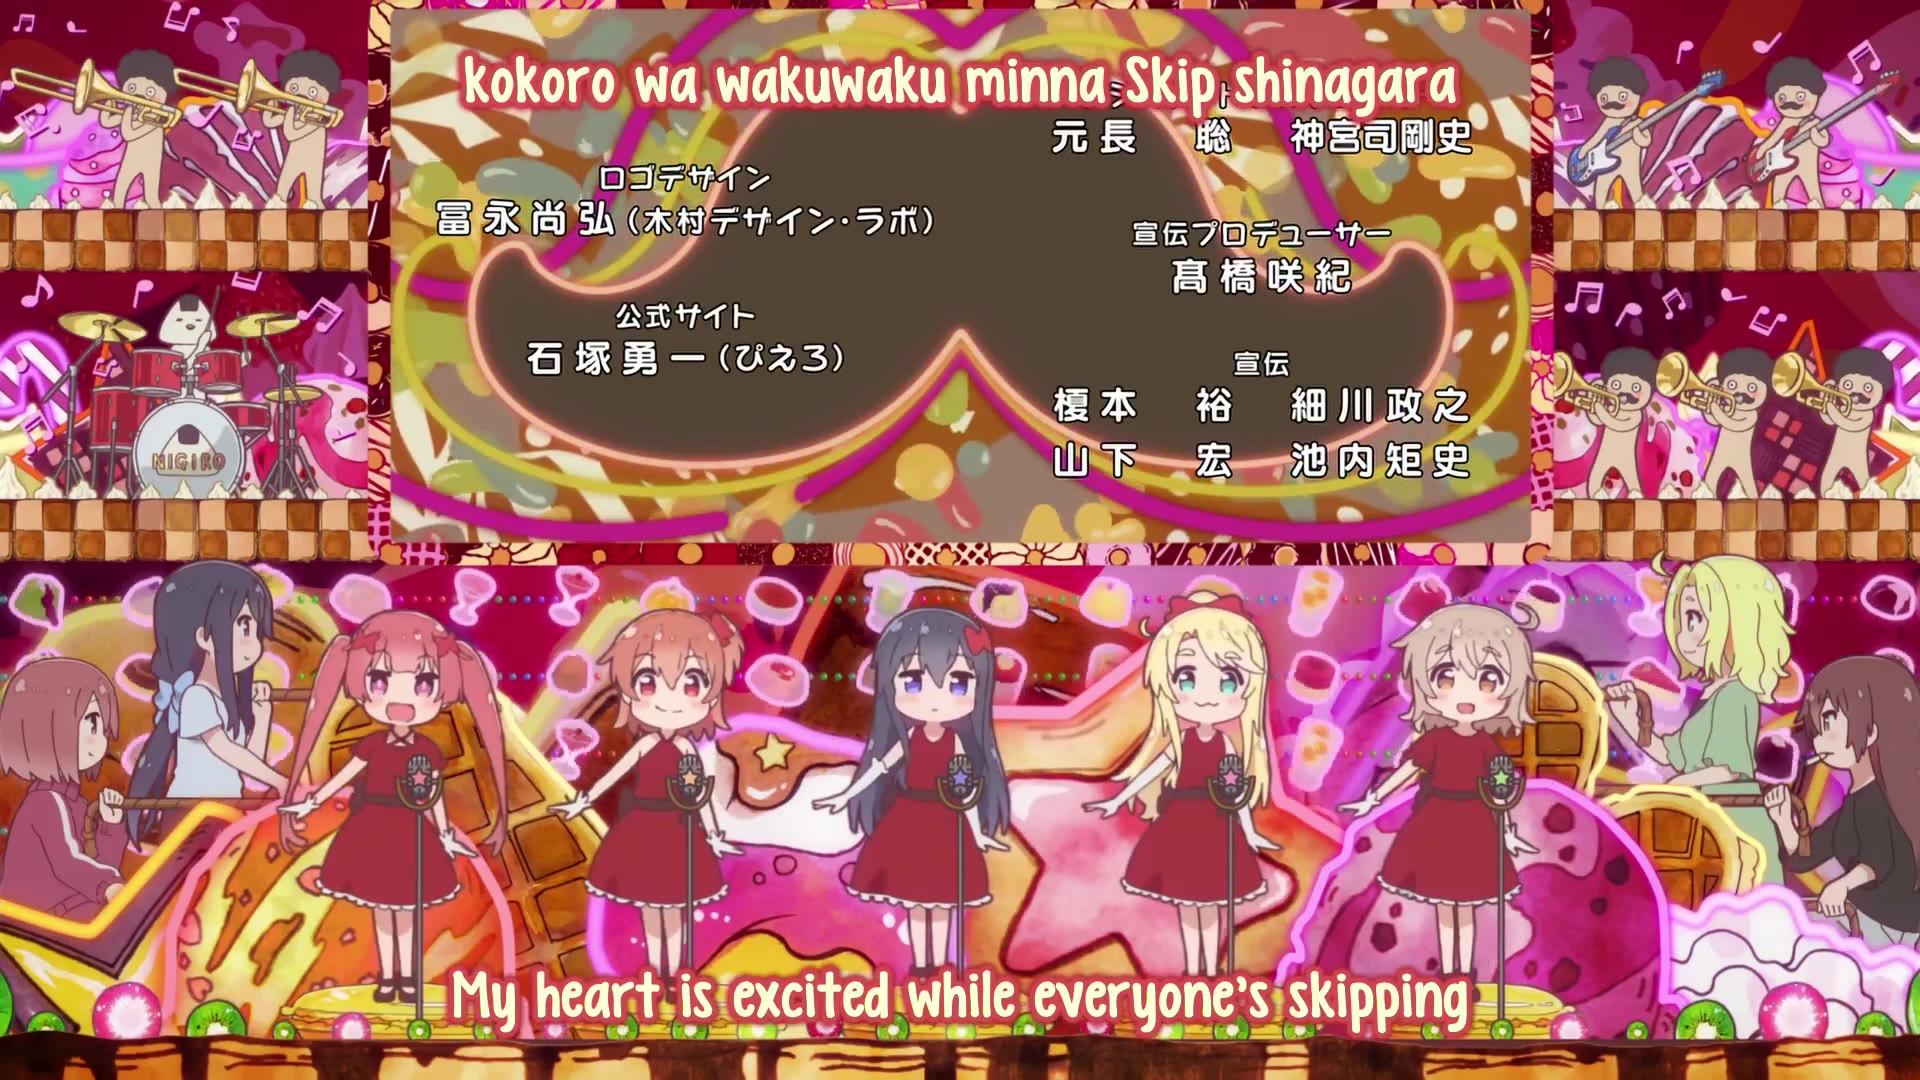 kokoro wa wakuwaku minna Skip shinagara
元長 聡 神宮司剛史
ロゴデザイン
冨永尚弘（木村デザイン・ラボ）
公式サイト
石塚勇一（ぴえろ）
宣伝プロデューサー
髙橋咲紀
宣伝
榎本 裕 細川政之
山下 宏 池内矩史
NIGIRO
My heart is excited while everyone's skipping